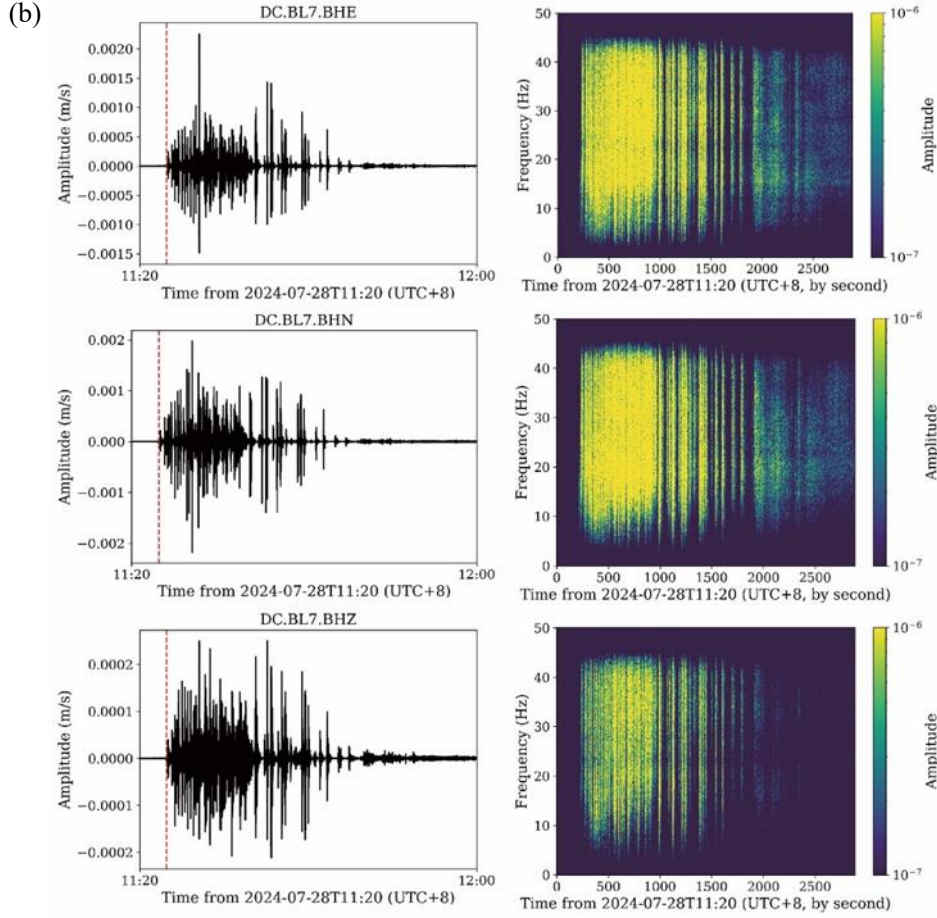 (b)
DC.BL7.BHE
Amplitude (m/s)
0.0020
0.0015
0.0010
0.0005
0.0000
−0.0005
−0.0010
−0.0015
11:20 12:00
Time from 2024-07-28T11:20 (UTC+8)
Frequency (Hz)
50
40
30
20
10
0
0 500 1000 1500 2000 2500
Time from 2024-07-28T11:20 (UTC+8, by second)
10⁻⁶
10⁻⁷
Amplitude
DC.BL7.BHN
Amplitude (m/s)
0.002
0.001
0.000
−0.001
−0.002
11:20 12:00
Time from 2024-07-28T11:20 (UTC+8)
Frequency (Hz)
50
40
30
20
10
0
0 500 1000 1500 2000 2500
Time from 2024-07-28T11:20 (UTC+8, by second)
10⁻⁶
10⁻⁷
Amplitude
DC.BL7.BHZ
Amplitude (m/s)
0.0002
0.0001
0.0000
−0.0001
−0.0002
11:20 12:00
Time from 2024-07-28T11:20 (UTC+8)
Frequency (Hz)
50
40
30
20
10
0
0 500 1000 1500 2000 2500
Time from 2024-07-28T11:20 (UTC+8, by second)
10⁻⁶
10⁻⁷
Amplitude